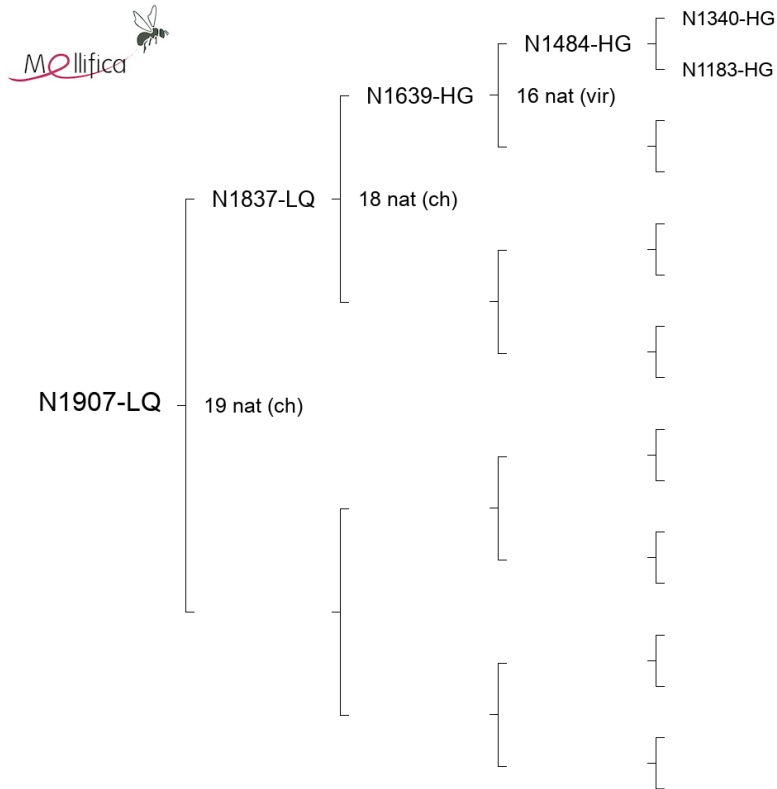 Mellifica
N1340-HG
N1484-HG
N1183-HG
N1639-HG
16 nat (vir)
N1837-LQ
18 nat (ch)
N1907-LQ
19 nat (ch)